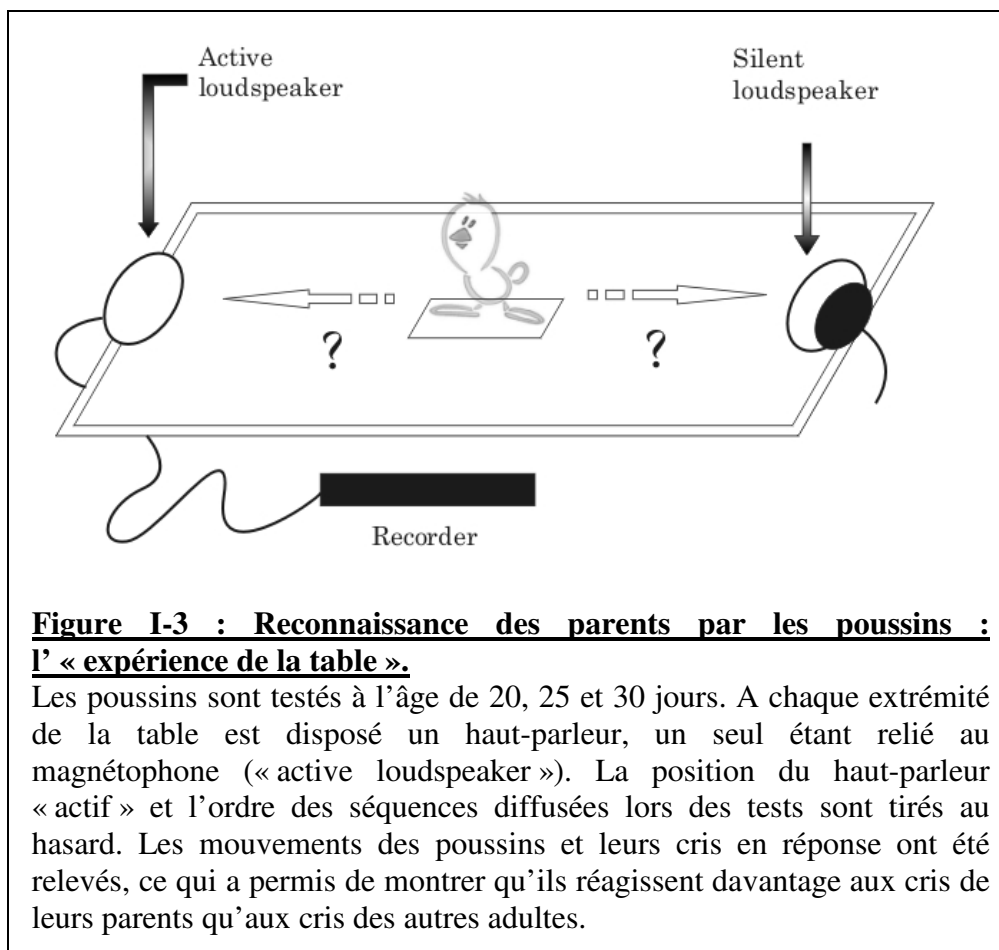 Active
loudspeaker
Silent
loudspeaker
?
?
Recorder
Figure I-3 : Reconnaissance des parents par les poussins :
l' « expérience de la table ».
Les poussins sont testés à l'âge de 20, 25 et 30 jours. A chaque extrémité
de la table est disposé un haut-parleur, un seul étant relié au
magnétophone (« active loudspeaker »). La position du haut-parleur
« actif » et l'ordre des séquences diffusées lors des tests sont tirés au
hasard. Les mouvements des poussins et leurs cris en réponse ont été
relevés, ce qui a permis de montrer qu'ils réagissent davantage aux cris de
leurs parents qu'aux cris des autres adultes.